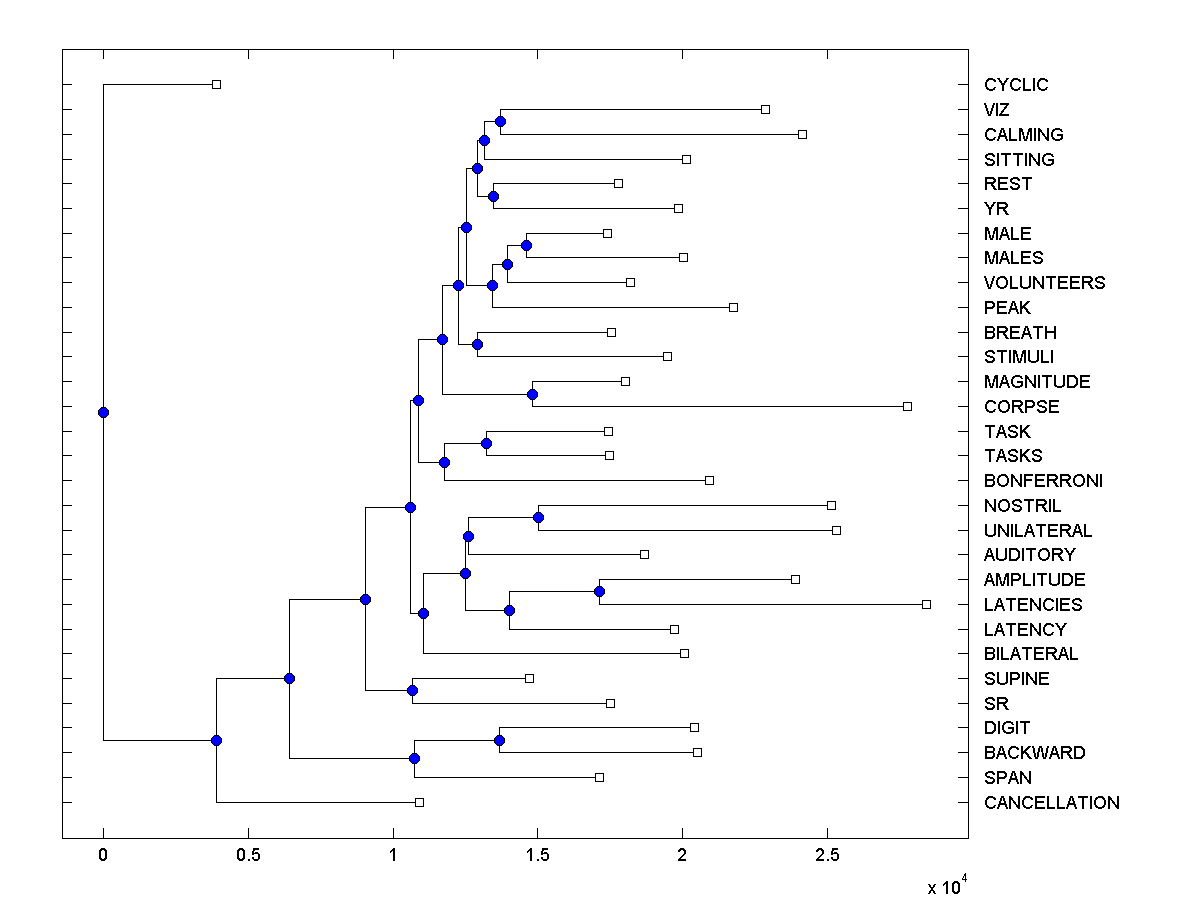 CYCLIC
VIZ
CALMING
SITTING
REST
YR
MALE
MALES
VOLUNTEERS
PEAK
BREATH
STIMULI
MAGNITUDE
CORPSE
TASK
TASKS
BONFERRONI
NOSTRIL
UNILATERAL
AUDITORY
AMPLITUDE
LATENCIES
LATENCY
BILATERAL
SUPINE
SR
DIGIT
BACKWARD
SPAN
CANCELLATION
0 0.5 1 1.5 2 2.5
x 10^4